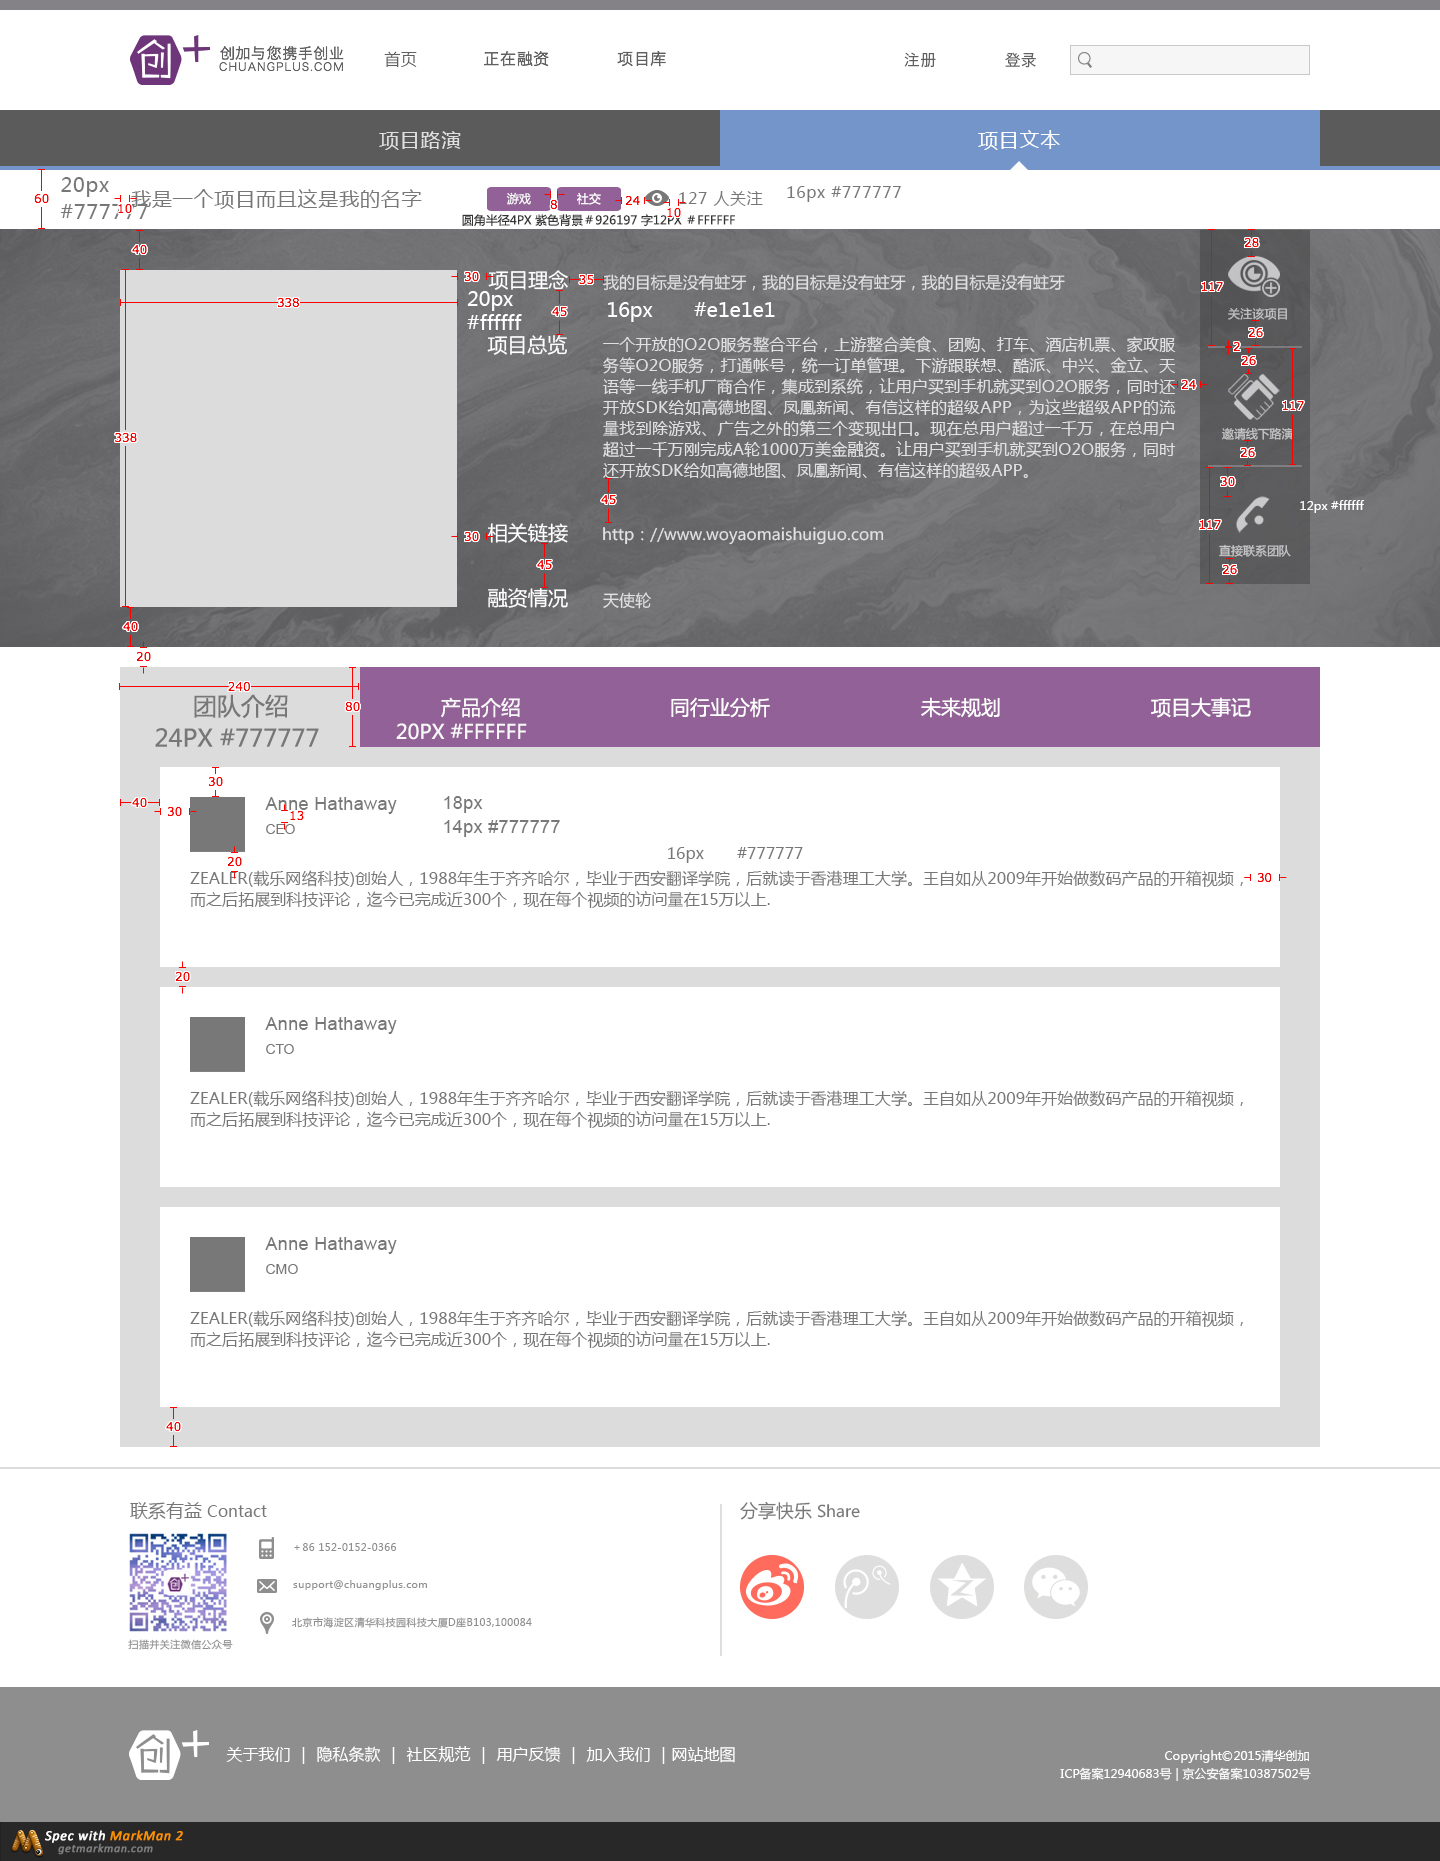 创 创加与您携手创业 首页 正在融资 项目库 注册 登录
CHUANGPLUS.COM
项目路演 项目文本
60 20px 10 我是一个项目而且这是我的名字 游戏 8 社交 24 10 127 人关注 16px #777777
#777777
圆角半径4PX 紫色背景#926197 字12PX #FFFFFF
40
28
338
338
30 项目理念 35 我的目标是没有蛀牙，我的目标是没有蛀牙，我的目标是没有蛀牙
20px 45 16px #e1e1e1
#ffffff
项目总览 一个开放的O2O服务整合平台，上游整合美食、团购、打车、酒店机票、家政服
务等O2O服务，打通帐号，统一订单管理。下游跟联想、酷派、中兴、金立、天
语等一线手机厂商合作，集成到系统，让用户买到手机就买到O2O服务，同时还
开放SDK给如高德地图、凤凰新闻、有信这样的超级APP，为这些超级APP的流
量找到除游戏、广告之外的第三个变现出口。现在总用户超过一千万，在总用户
超过一千万刚完成A轮1000万美金融资。让用户买到手机就买到O2O服务，同时
还开放SDK给如高德地图、凤凰新闻、有信这样的超级APP。
45
30 相关链接 http：//www.woyaomaishuiguo.com
45
融资情况 天使轮
117
关注该项目
26
2
26
24
117
邀请线下路演
26
30
117
12px #ffffff
直接联系团队
26
40
20
240
80
团队介绍 产品介绍 同行业分析 未来规划 项目大事记
24PX #777777 20PX #FFFFFF
30
40 30 Anne Hathaway 13 18px
CEO 14px #777777
20 16px #777777
ZEALER(载乐网络科技)创始人，1988年生于齐齐哈尔，毕业于西安翻译学院，后就读于香港理工大学。王自如从2009年开始做数码产品的开箱视频， 30
而之后拓展到科技评论，迄今已完成近300个，现在每个视频的访问量在15万以上.
20
Anne Hathaway
CTO
ZEALER(载乐网络科技)创始人，1988年生于齐齐哈尔，毕业于西安翻译学院，后就读于香港理工大学。王自如从2009年开始做数码产品的开箱视频，
而之后拓展到科技评论，迄今已完成近300个，现在每个视频的访问量在15万以上.
Anne Hathaway
CMO
ZEALER(载乐网络科技)创始人，1988年生于齐齐哈尔，毕业于西安翻译学院，后就读于香港理工大学。王自如从2009年开始做数码产品的开箱视频，
而之后拓展到科技评论，迄今已完成近300个，现在每个视频的访问量在15万以上.
40
联系有益 Contact 分享快乐 Share
+86 152-0152-0366
创
support@chuangplus.com
北京市海淀区清华科技园科技大厦D座B103,100084
扫描并关注微信公众号
创 关于我们 | 隐私条款 | 社区规范 | 用户反馈 | 加入我们 | 网站地图
Copyright©2015清华创加
ICP备案12940683号 | 京公安备案10387502号
Spec with MarkMan 2
getmarkman.com